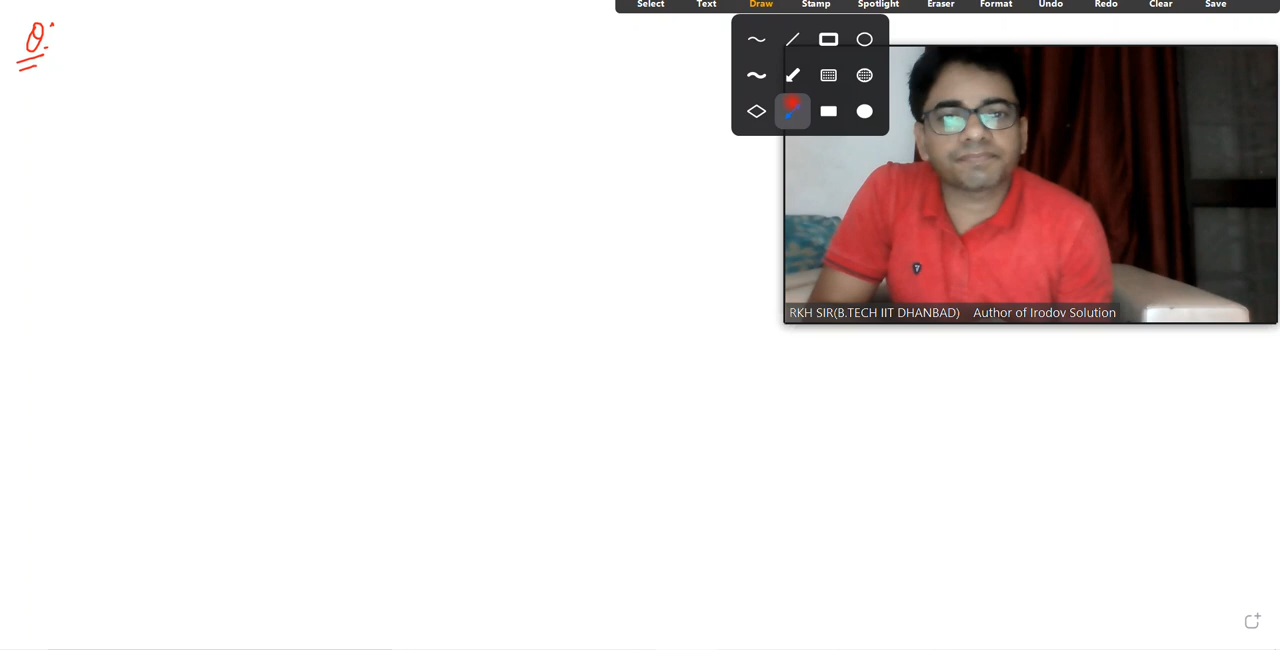 Select Text Draw Stamp Spotlight Eraser Format Undo Redo Clear Save
Q.
RKH SIR(B.TECH IIT DHANBAD) Author of Irodov Solution